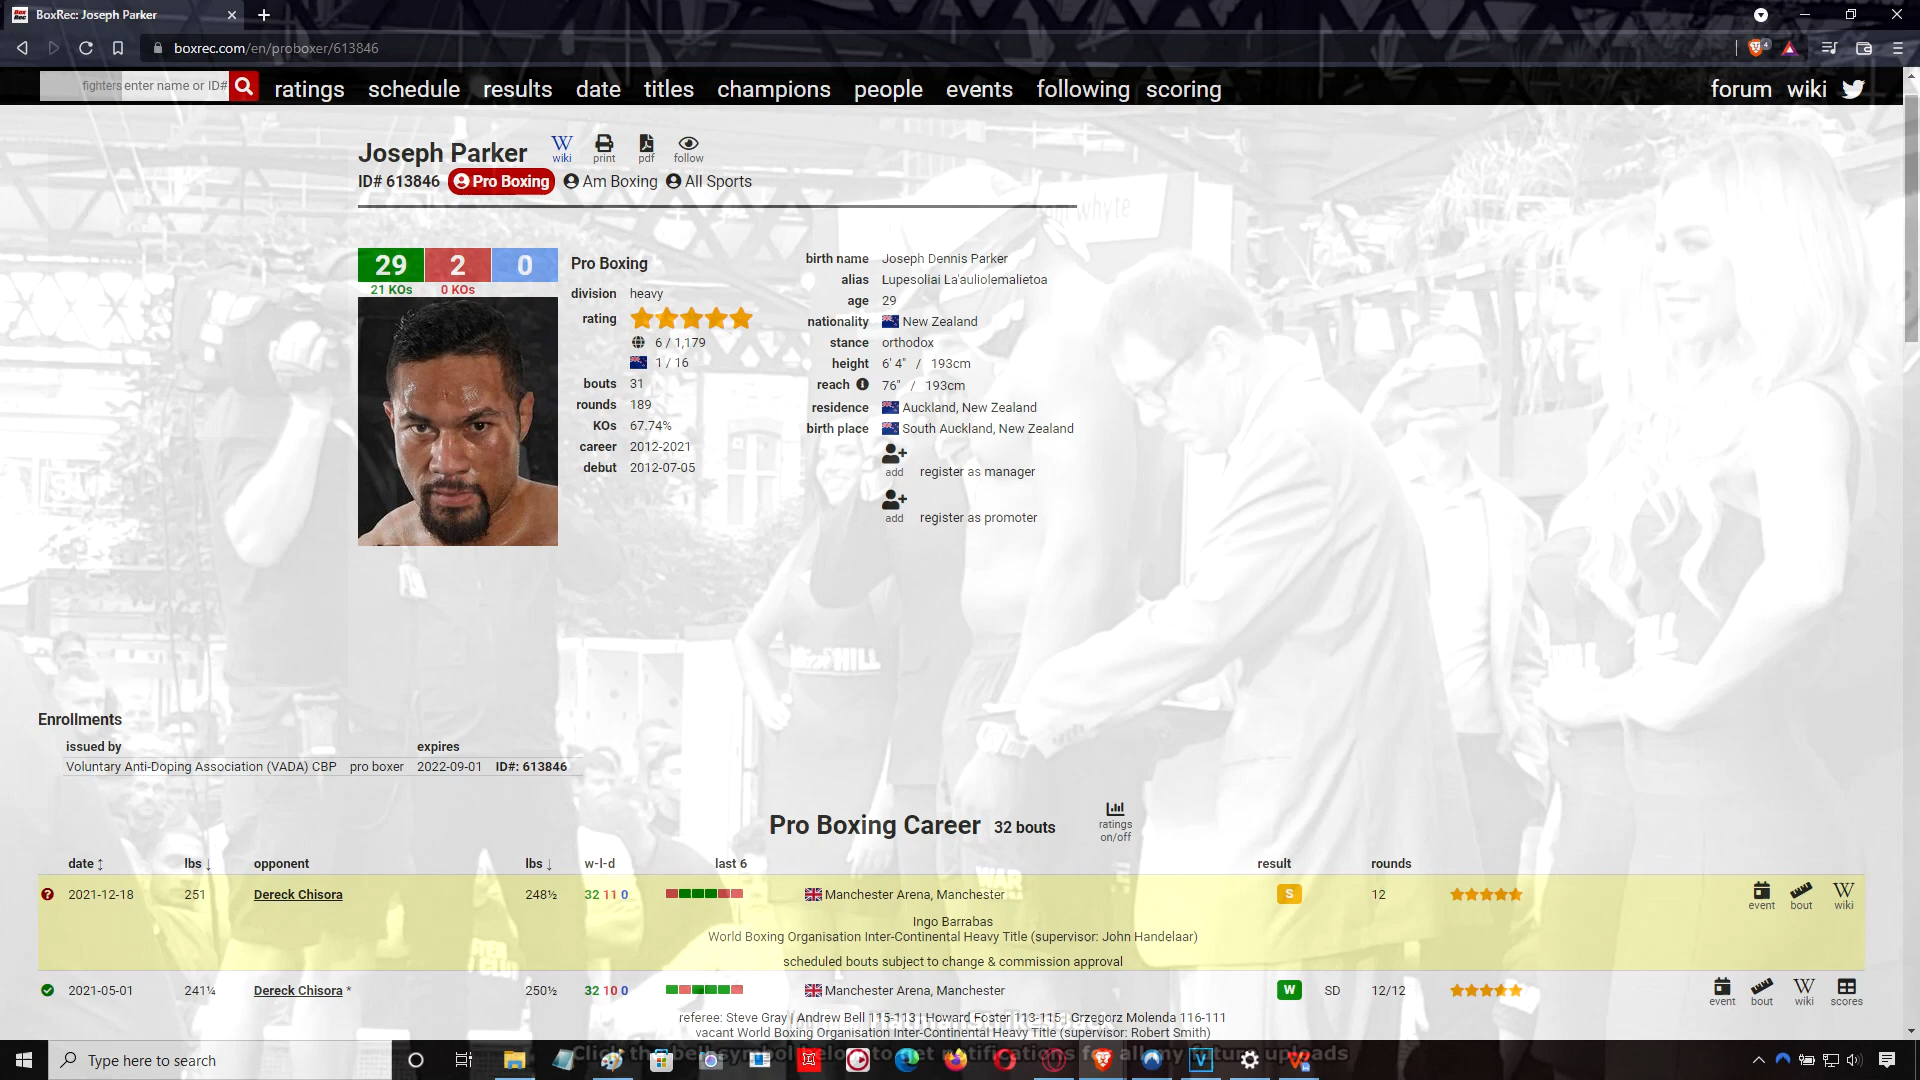 BoxRec: Joseph Parker
boxrec.com/en/proboxer/613846
fighters enter name or ID#
ratings schedule results date titles champions people events following scoring forum wiki
Joseph Parker wiki print pdf follow
ID# 613846 Pro Boxing Am Boxing All Sports
29 2 0
21 KOs 0 KOs
Pro Boxing
division heavy
rating
6 / 1,179
1 / 16
bouts 31
rounds 189
KOs 67.74%
career 2012-2021
debut 2012-07-05
birth name Joseph Dennis Parker
alias Lupesoliai La'auliolemalietoa
age 29
nationality New Zealand
stance orthodox
height 6' 4" / 193cm
reach 76" / 193cm
residence Auckland, New Zealand
birth place South Auckland, New Zealand
add register as manager
add register as promoter
Enrollments
issued by expires
Voluntary Anti-Doping Association (VADA) CBP pro boxer 2022-09-01 ID#: 613846
Pro Boxing Career 32 bouts
ratings
on/off
date lbs opponent lbs w-l-d last 6 result rounds
2021-12-18 251 Dereck Chisora 248½ 32 11 0 Manchester Arena, Manchester S 12 event bout wiki
Ingo Barrabas
World Boxing Organisation Inter-Continental Heavy Title (supervisor: John Handelaar)
scheduled bouts subject to change & commission approval
2021-05-01 241¼ Dereck Chisora * 250½ 32 10 0 Manchester Arena, Manchester W SD 12/12 event bout wiki scores
referee: Steve Gray | Andrew Bell 115-113 | Howard Foster 113-115 | Grzegorz Molenda 116-111
vacant World Boxing Organisation Inter-Continental Heavy Title (supervisor: Robert Smith)
Type here to search